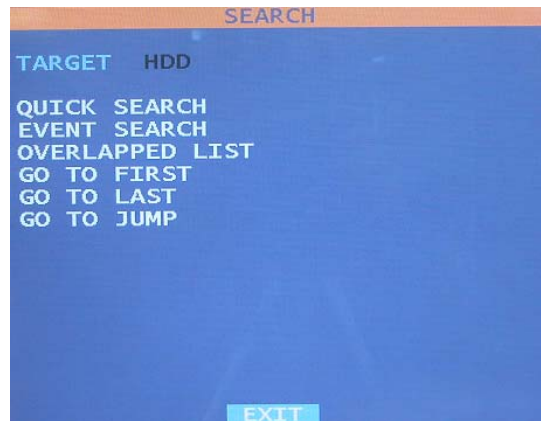 SEARCH
TARGET HDD
QUICK SEARCH
EVENT SEARCH
OVERLAPPED LIST
GO TO FIRST
GO TO LAST
GO TO JUMP
EXIT